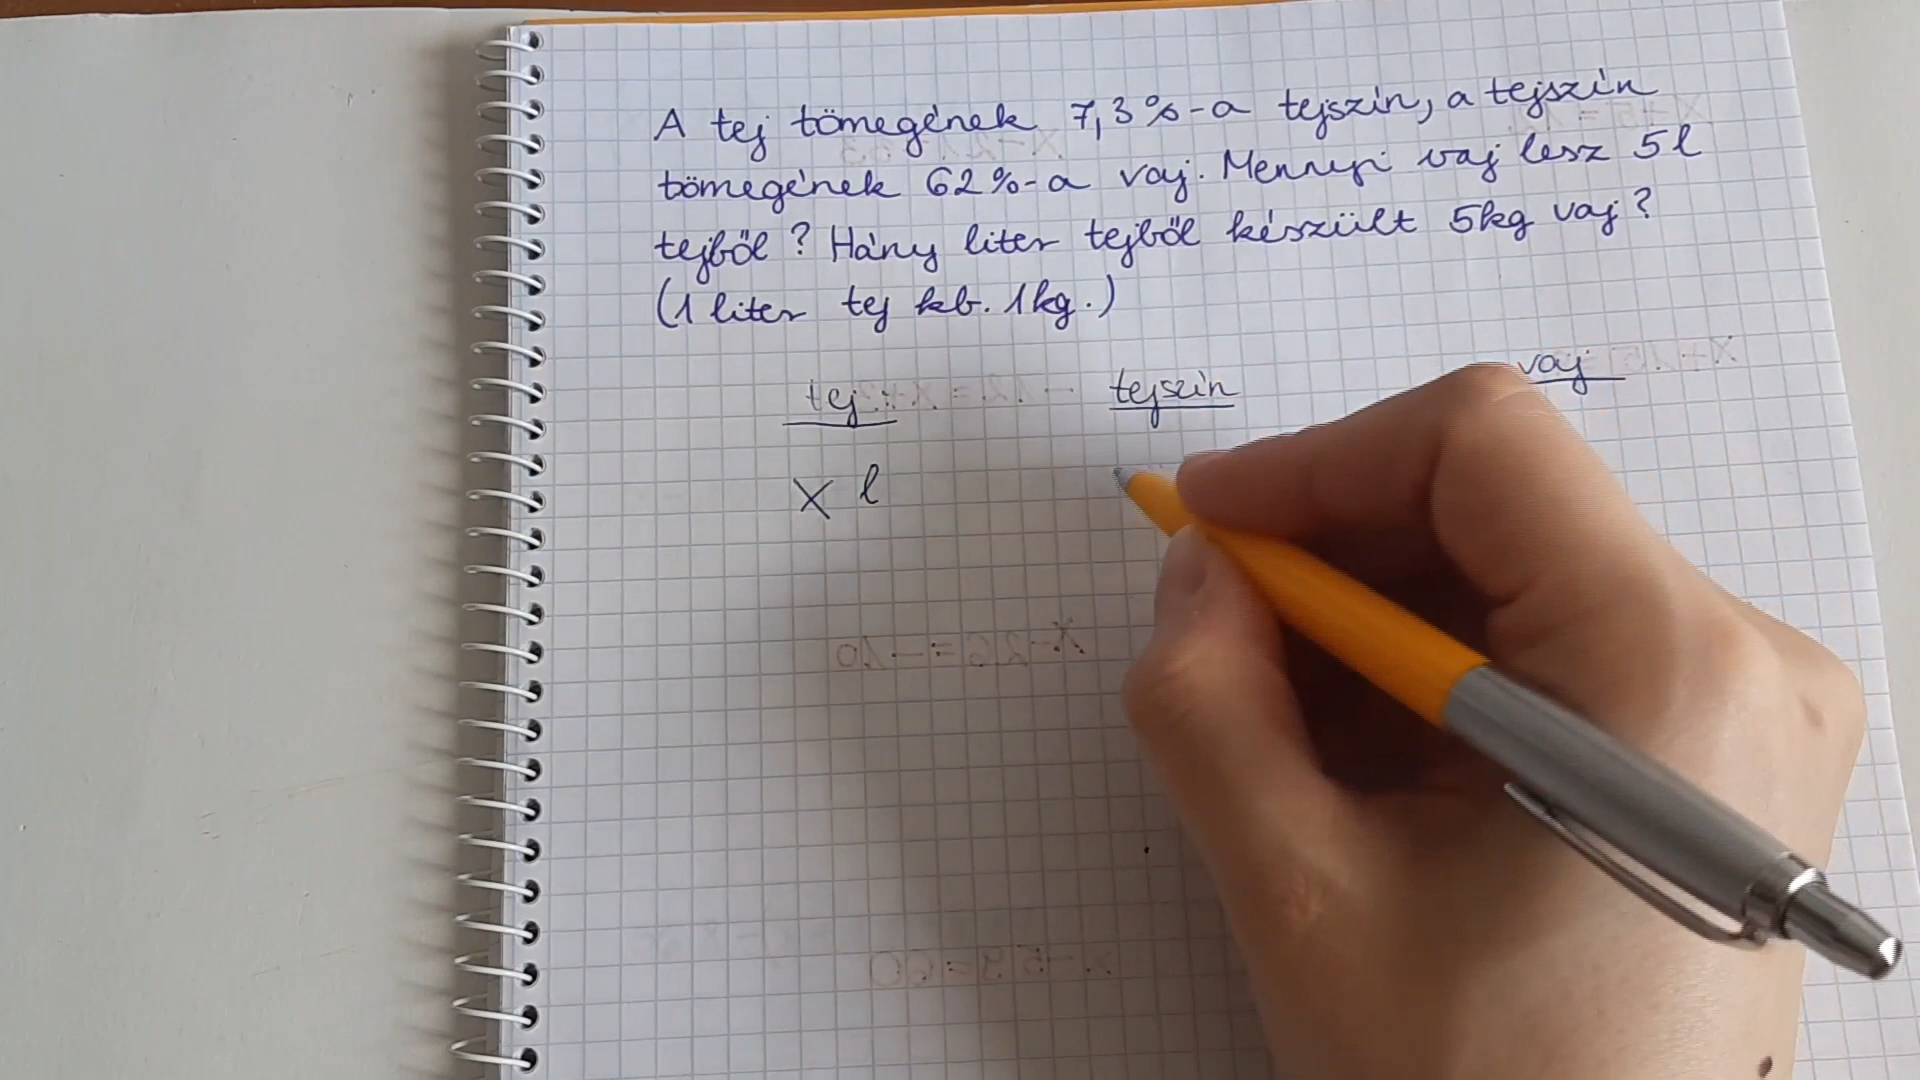 A tej tömegének 7,3%-a tejszín, a tejszín
tömegének 62%-a vaj. Mennyi vaj lesz 5l
tejből? Hány liter tejből készült 5kg vaj?
(1 liter tej kb. 1kg.)
tej tejszín vaj
x l